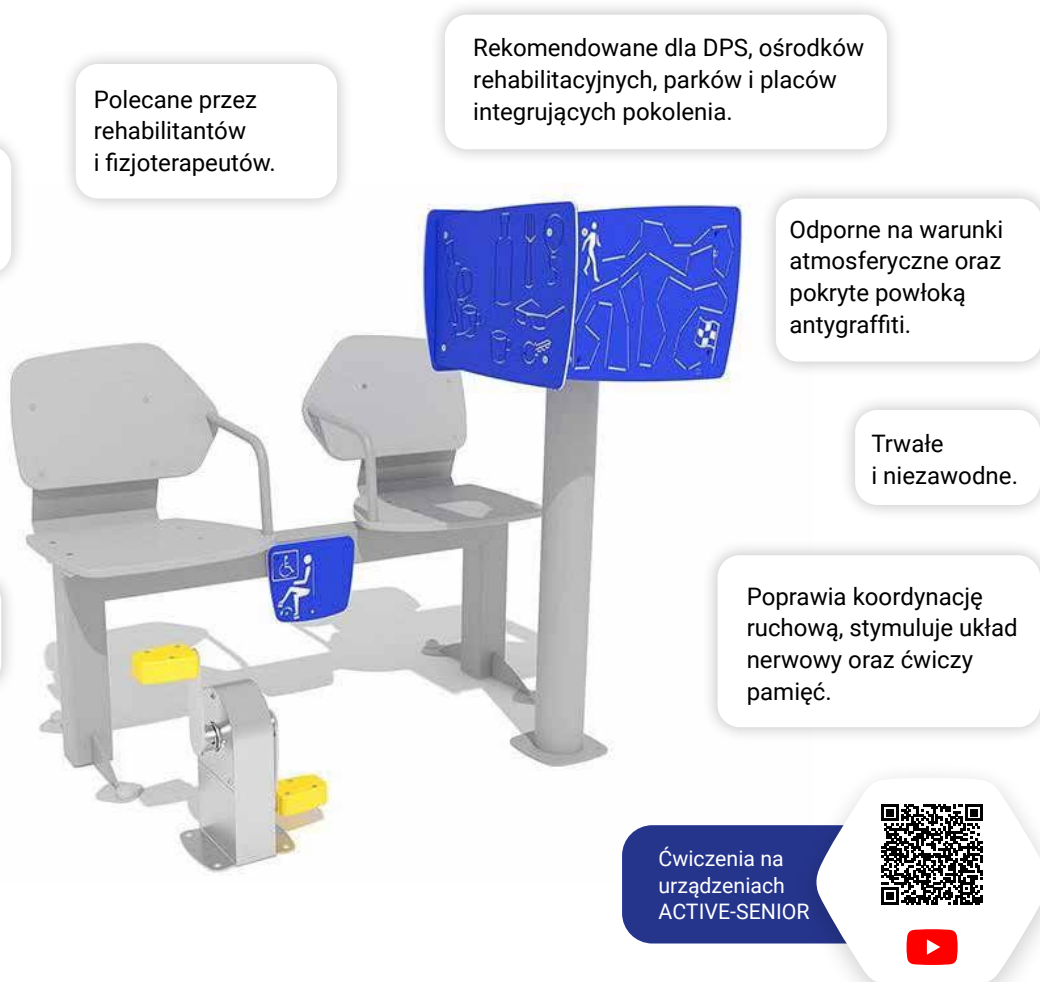 Rekomendowane dla DPS, ośrodków
rehabilitacyjnych, parków i placów
integrujących pokolenia.
Polecane przez
rehabilitantów
i fizjoterapeutów.
Odporne na warunki
atmosferyczne oraz
pokryte powłoką
antygraffiti.
Trwałe
i niezawodne.
Poprawia koordynację
ruchową, stymuluje układ
nerwowy oraz ćwiczy
pamięć.
Ćwiczenia na
urządzeniach
ACTIVE-SENIOR